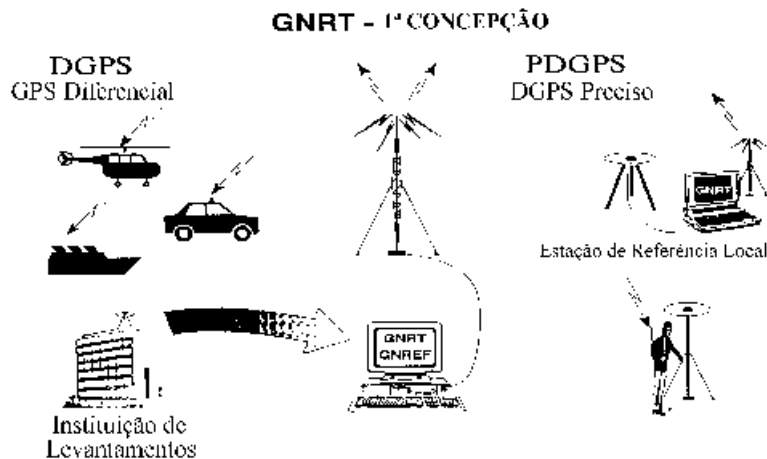 GNRT - 1ª CONCEPÇÃO
DGPS
GPS Diferencial
PDGPS
DGPS Preciso
GNRT
Estação de Referência Local
GNRT
GNREF
Instituição de
Levantamentos